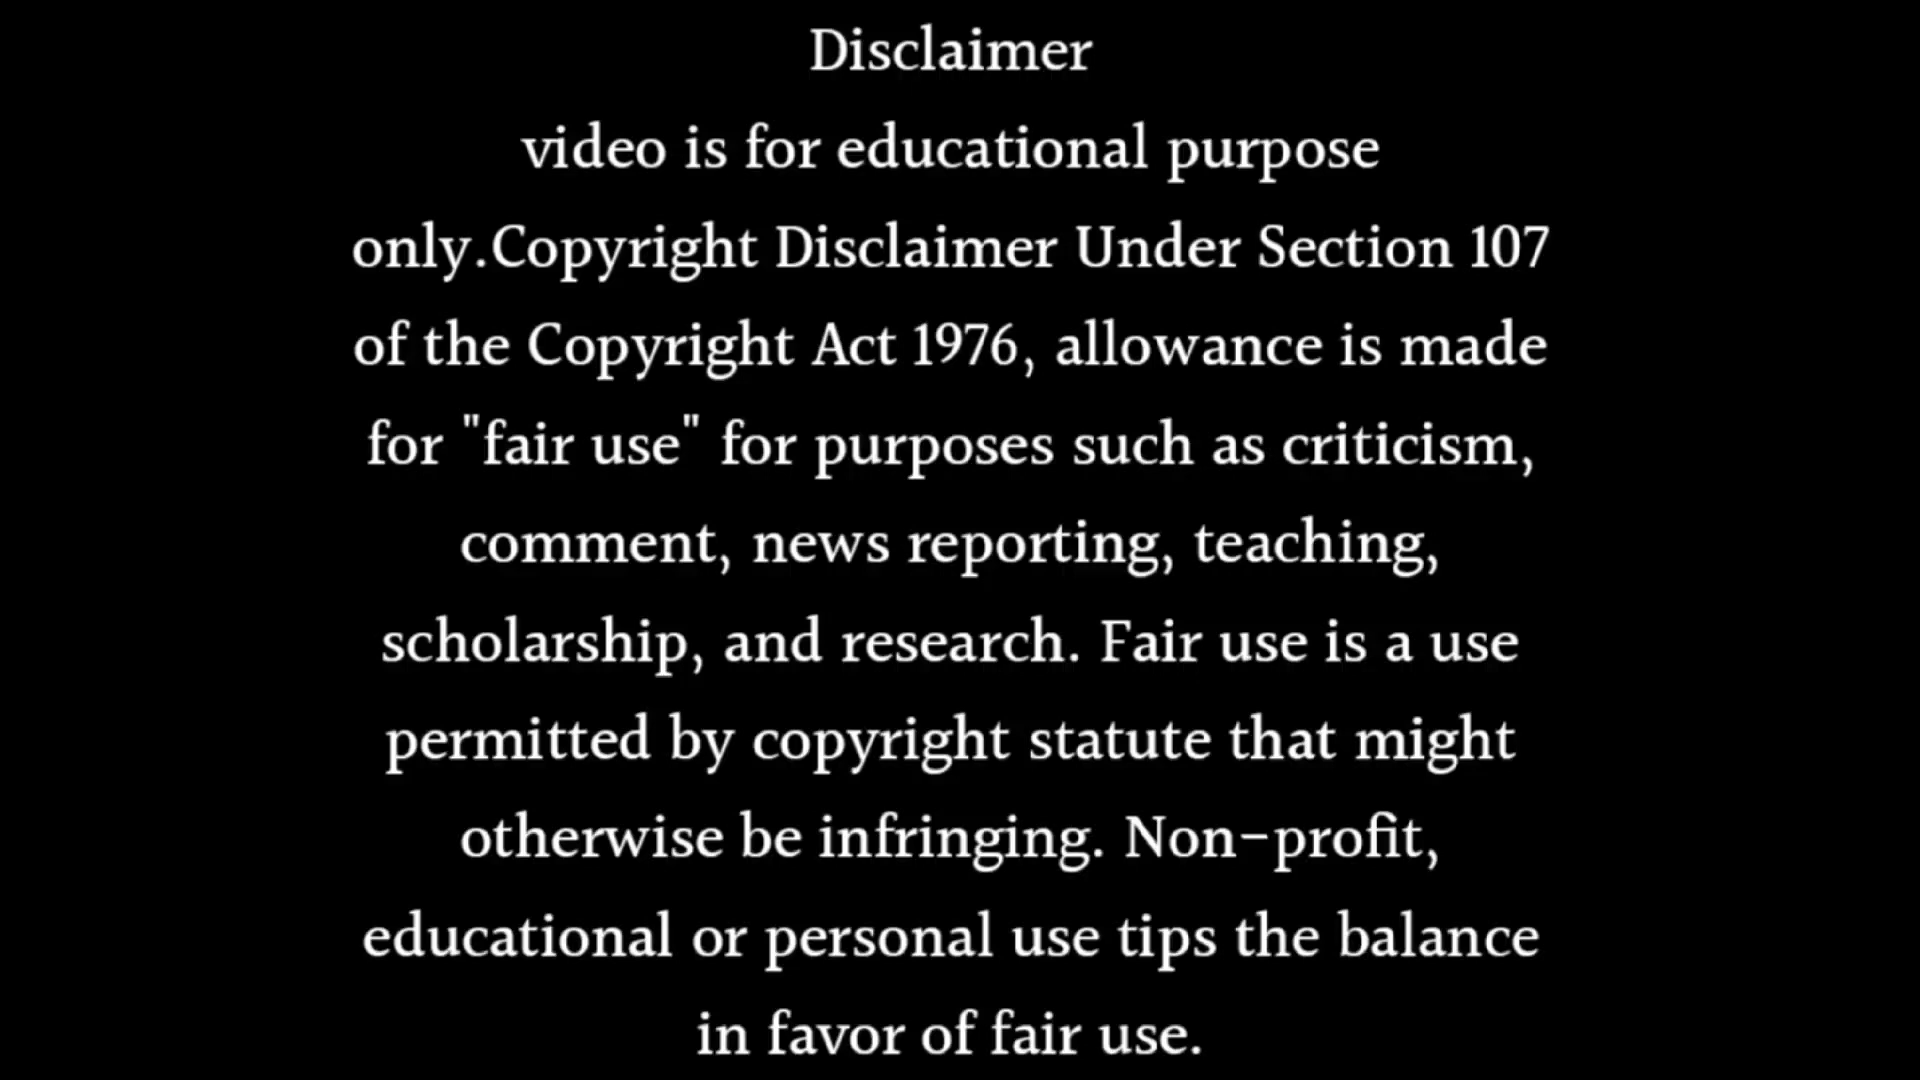 Disclaimer
video is for educational purpose
only.Copyright Disclaimer Under Section 107
of the Copyright Act 1976, allowance is made
for "fair use" for purposes such as criticism,
comment, news reporting, teaching,
scholarship, and research. Fair use is a use
permitted by copyright statute that might
otherwise be infringing. Non-profit,
educational or personal use tips the balance
in favor of fair use.